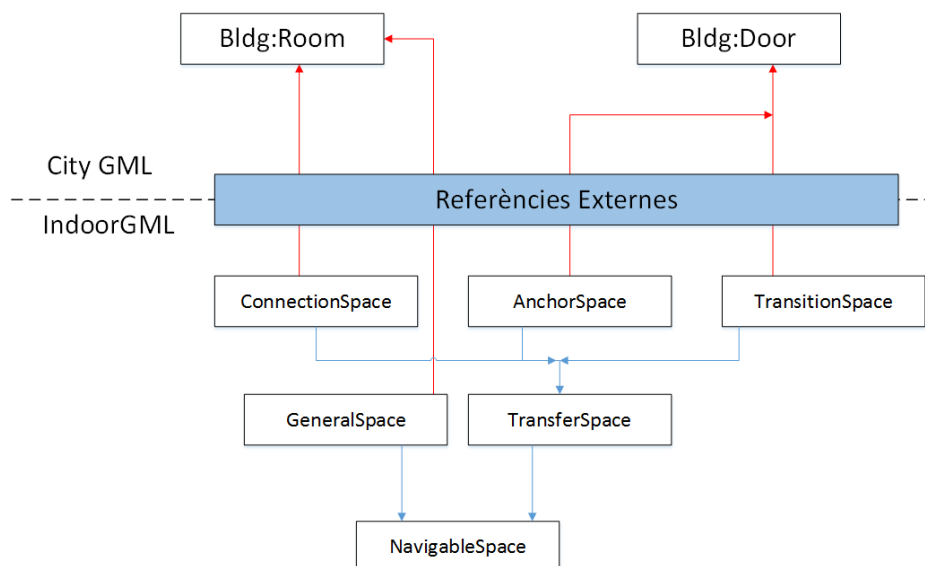 Bldg:Room
Bldg:Door
City GML
Referències Externes
IndoorGML
ConnectionSpace
AnchorSpace
TransitionSpace
GeneralSpace
TransferSpace
NavigableSpace